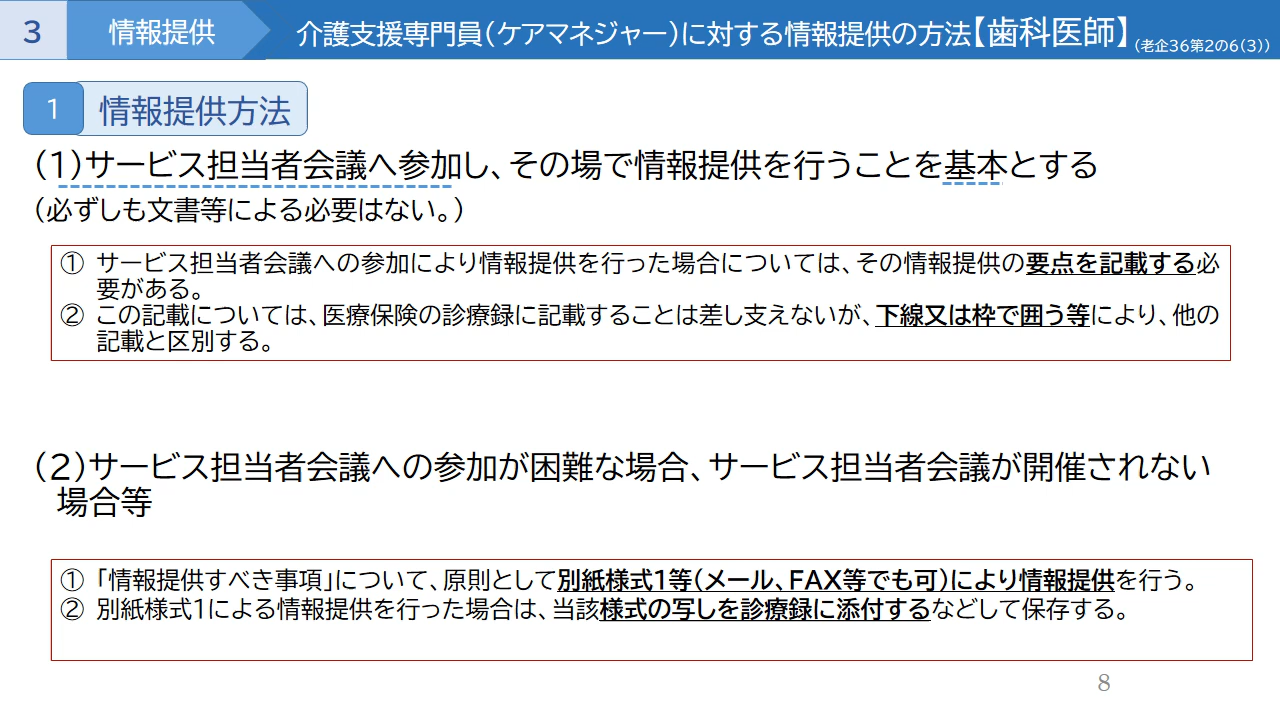 3
情報提供
介護支援専門員（ケアマネジャー）に対する情報提供の方法【歯科医師】（老企36第2の6（3））
1
情報提供方法
（1）サービス担当者会議へ参加し、その場で情報提供を行うことを基本とする
（必ずしも文書等による必要はない。）
① サービス担当者会議への参加により情報提供を行った場合については、その情報提供の要点を記載する必
要がある。
② この記載については、医療保険の診療録に記載することは差し支えないが、下線又は枠で囲う等により、他の
記載と区別する。
（2）サービス担当者会議への参加が困難な場合、サービス担当者会議が開催されない
場合等
① 「情報提供すべき事項」について、原則として別紙様式1等（メール、FAX等でも可）により情報提供を行う。
② 別紙様式1による情報提供を行った場合は、当該様式の写しを診療録に添付するなどして保存する。
8